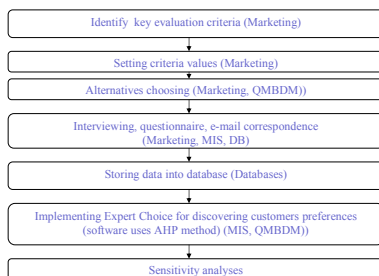 Identify key evaluation criteria (Marketing)
Setting criteria values (Marketing)
Alternatives choosing (Marketing, QMBDM))
Interviewing, questionnaire, e-mail correspondence
(Marketing, MIS, DB)
Storing data into database (Databases)
Implementing Expert Choice for discovering customers preferences
(software uses AHP method) (MIS, QMBDM))
Sensitivity analyses